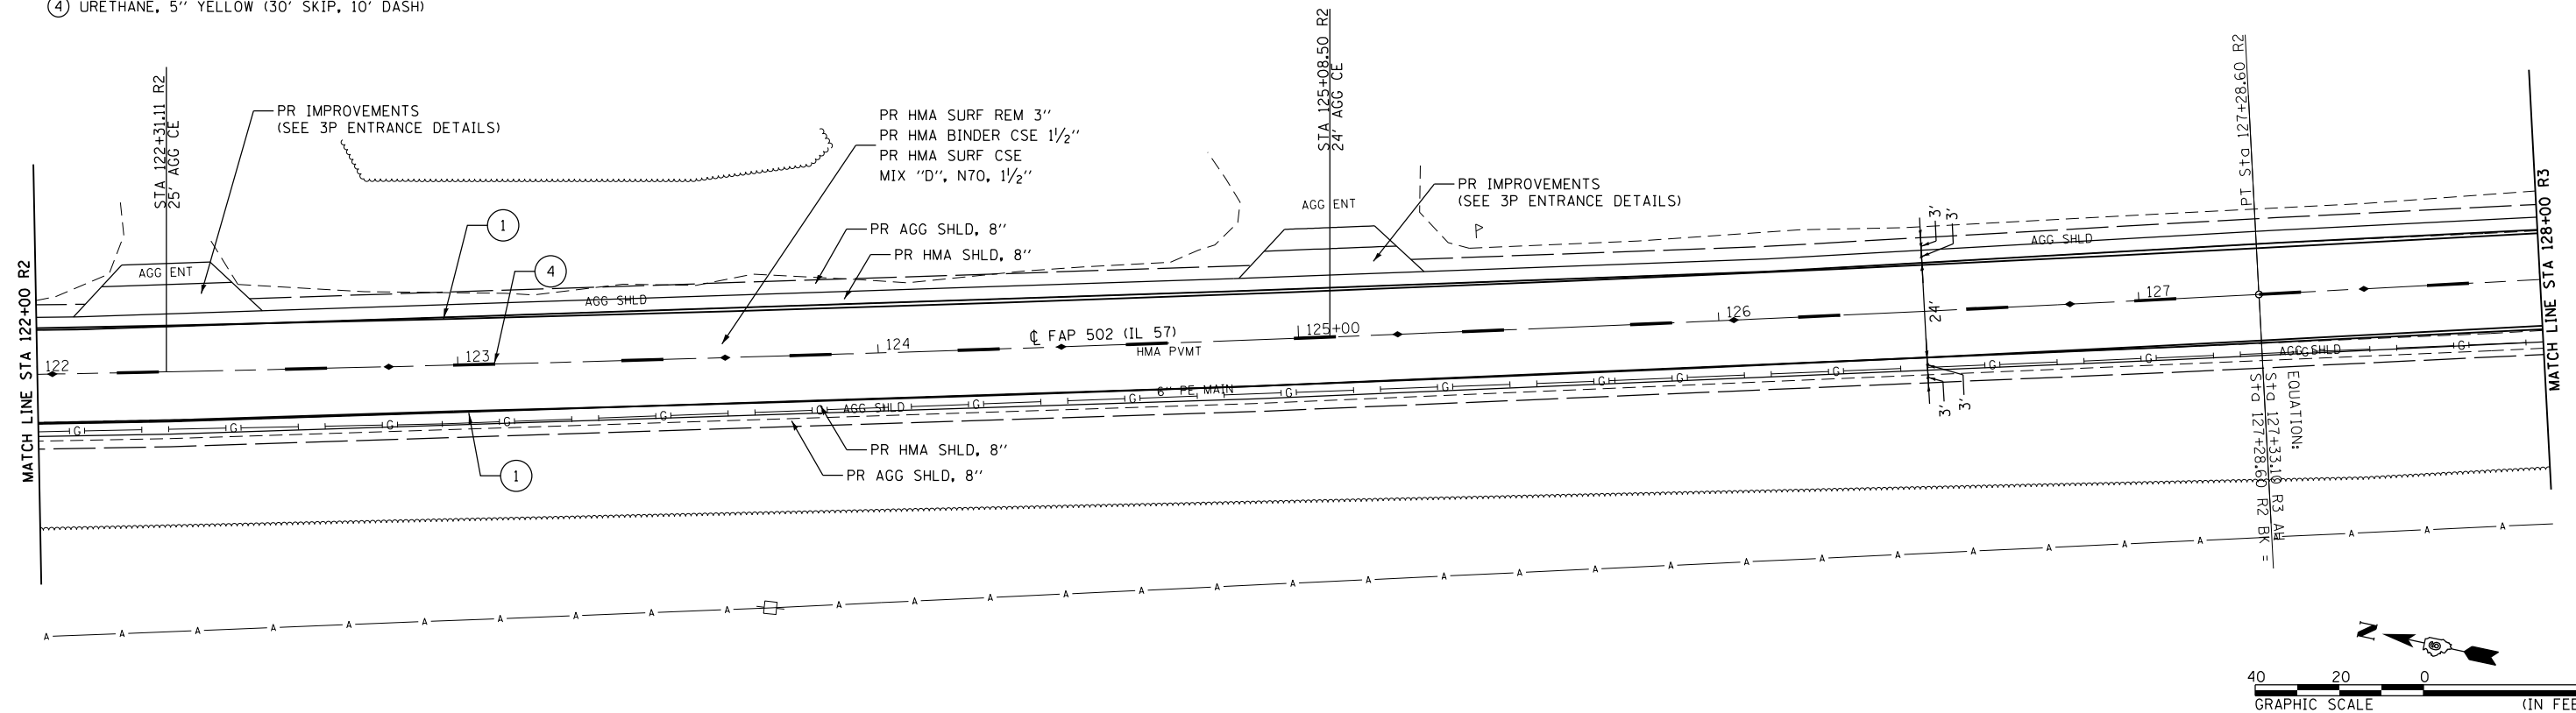 ④ URETHANE, 5" YELLOW (30' SKIP, 10' DASH)
MATCH LINE STA 122+00 R2
STA 122+31.11 R2
25' AGG CE
PR IMPROVEMENTS
(SEE 3P ENTRANCE DETAILS)
AGG ENT
1
4
PR HMA SURF REM 3"
PR HMA BINDER CSE 1½"
PR HMA SURF CSE
MIX "D", N70, 1½"
PR AGG SHLD, 8"
PR HMA SHLD, 8"
AGG SHLD
STA 125+08.50 R2
24' AGG CE
AGG ENT
PR IMPROVEMENTS
(SEE 3P ENTRANCE DETAILS)
P
3'
3'
24'
3'
3'
AGG SHLD
PT Sta 127+28.60 R2
MATCH LINE STA 128+00 R3
122
123
124
℄ FAP 502 (IL 57)
HMA PVMT
125+00
126
127
AGG SHLD
6" PE MAIN
AGG SHLD
G G G G G G G G G G G G G G G G G
PR HMA SHLD, 8"
PR AGG SHLD, 8"
1
EQUATION:
Sta 127+33.10 R3 AH
Sta 127+28.60 R2 BK =
A A A A A A A A A A A A A A A A A A A A A A A A A A A A A A A A A
N
40 20 0
GRAPHIC SCALE (IN FEE